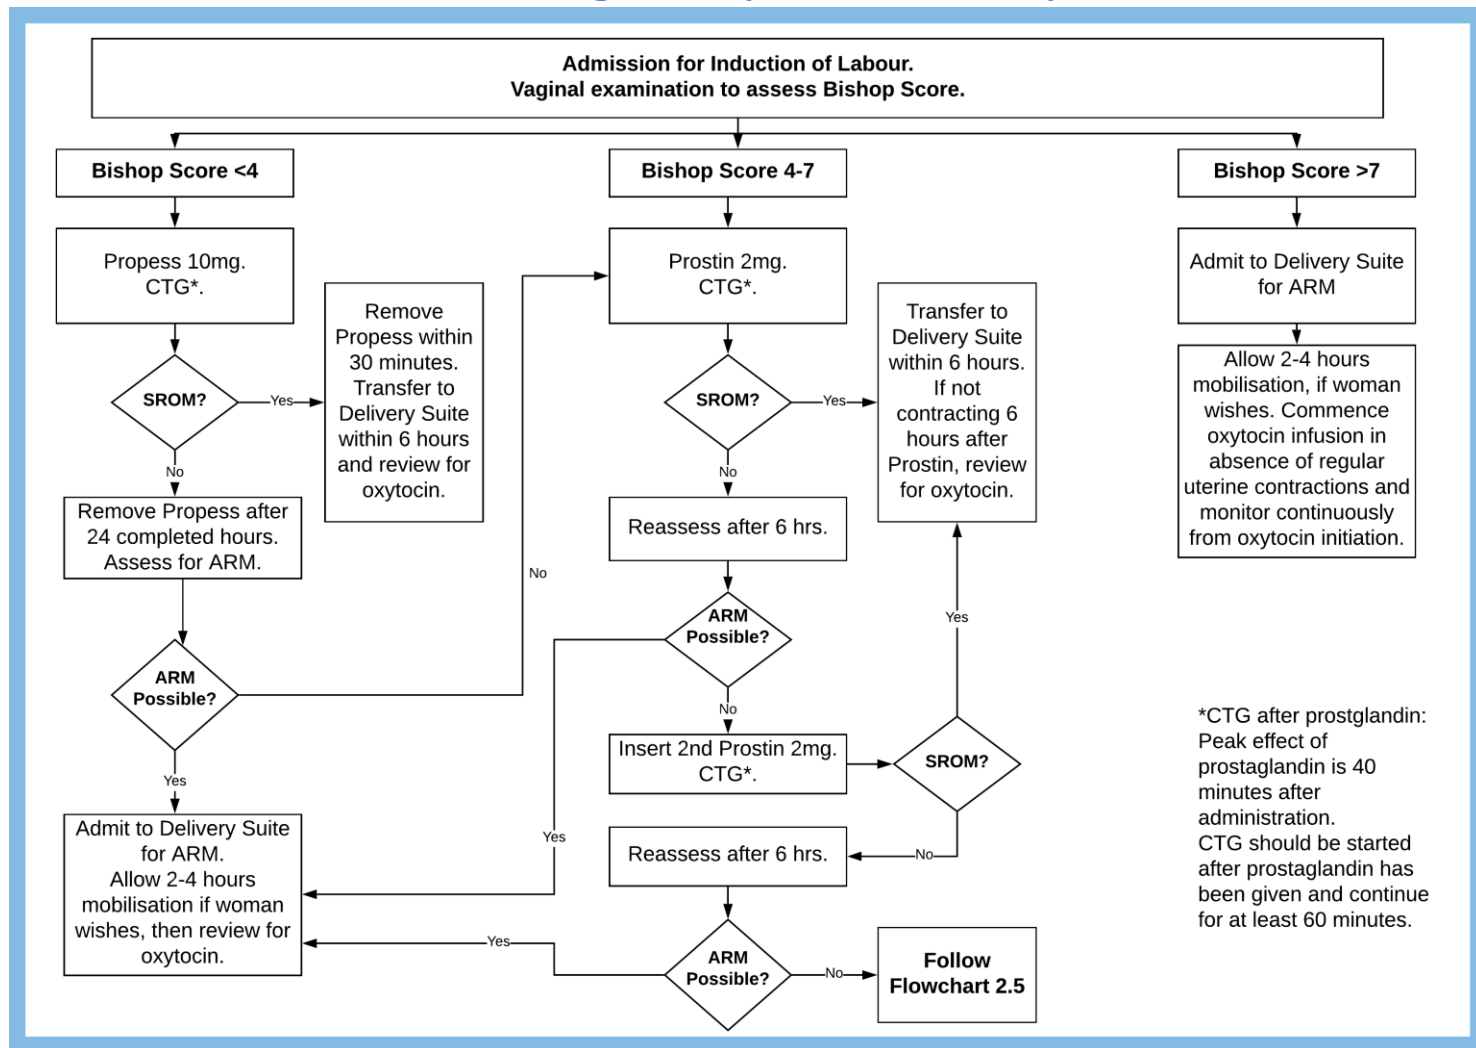 Admission for Induction of Labour.
Vaginal examination to assess Bishop Score.
Bishop Score <4
Bishop Score 4-7
Bishop Score >7
Propess 10mg.
CTG*.
SROM?
Yes
Remove
Propess within
30 minutes.
Transfer to
Delivery Suite
within 6 hours
and review for
oxytocin.
No
Remove Propess after
24 completed hours.
Assess for ARM.
ARM
Possible?
No
Yes
Admit to Delivery Suite
for ARM.
Allow 2-4 hours
mobilisation if woman
wishes, then review for
oxytocin.
Prostin 2mg.
CTG*.
SROM?
Yes
Transfer to
Delivery Suite
within 6 hours.
If not
contracting 6
hours after
Prostin, review
for oxytocin.
No
Reassess after 6 hrs.
ARM
Possible?
Yes
No
Insert 2nd Prostin 2mg.
CTG*.
SROM?
Yes
No
Reassess after 6 hrs.
ARM
Possible?
Yes
No
Follow
Flowchart 2.5
Admit to Delivery Suite
for ARM
Allow 2-4 hours
mobilisation, if woman
wishes. Commence
oxytocin infusion in
absence of regular
uterine contractions and
monitor continuously
from oxytocin initiation.
*CTG after prostglandin:
Peak effect of
prostaglandin is 40
minutes after
administration.
CTG should be started
after prostaglandin has
been given and continue
for at least 60 minutes.